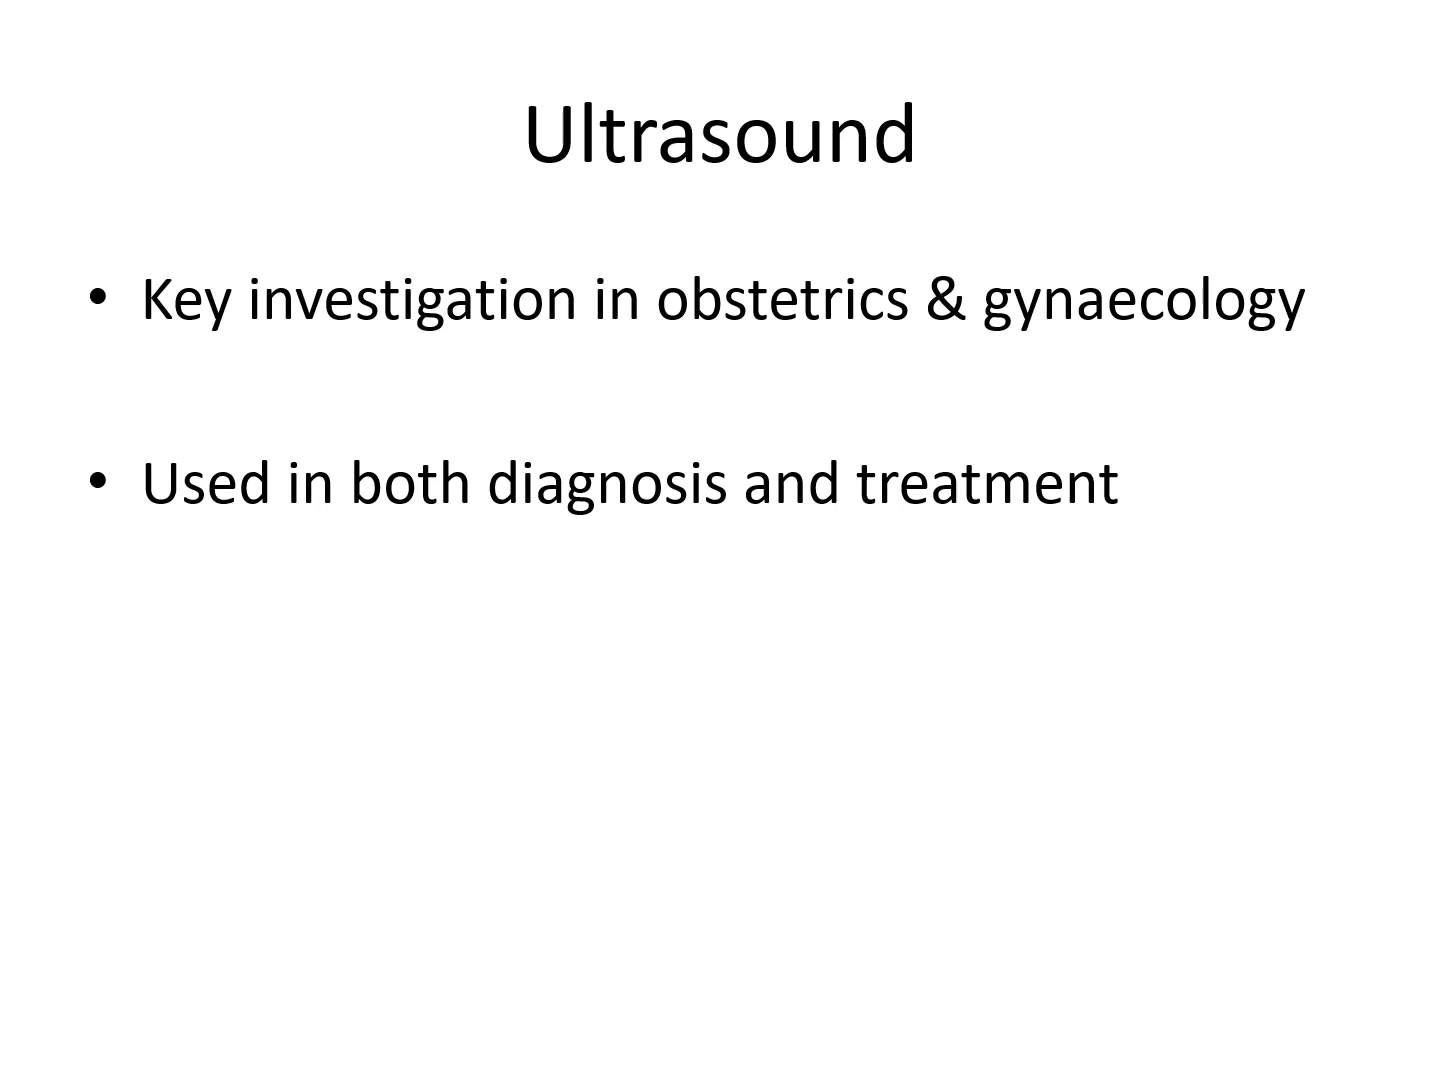 Ultrasound
• Key investigation in obstetrics & gynaecology
• Used in both diagnosis and treatment